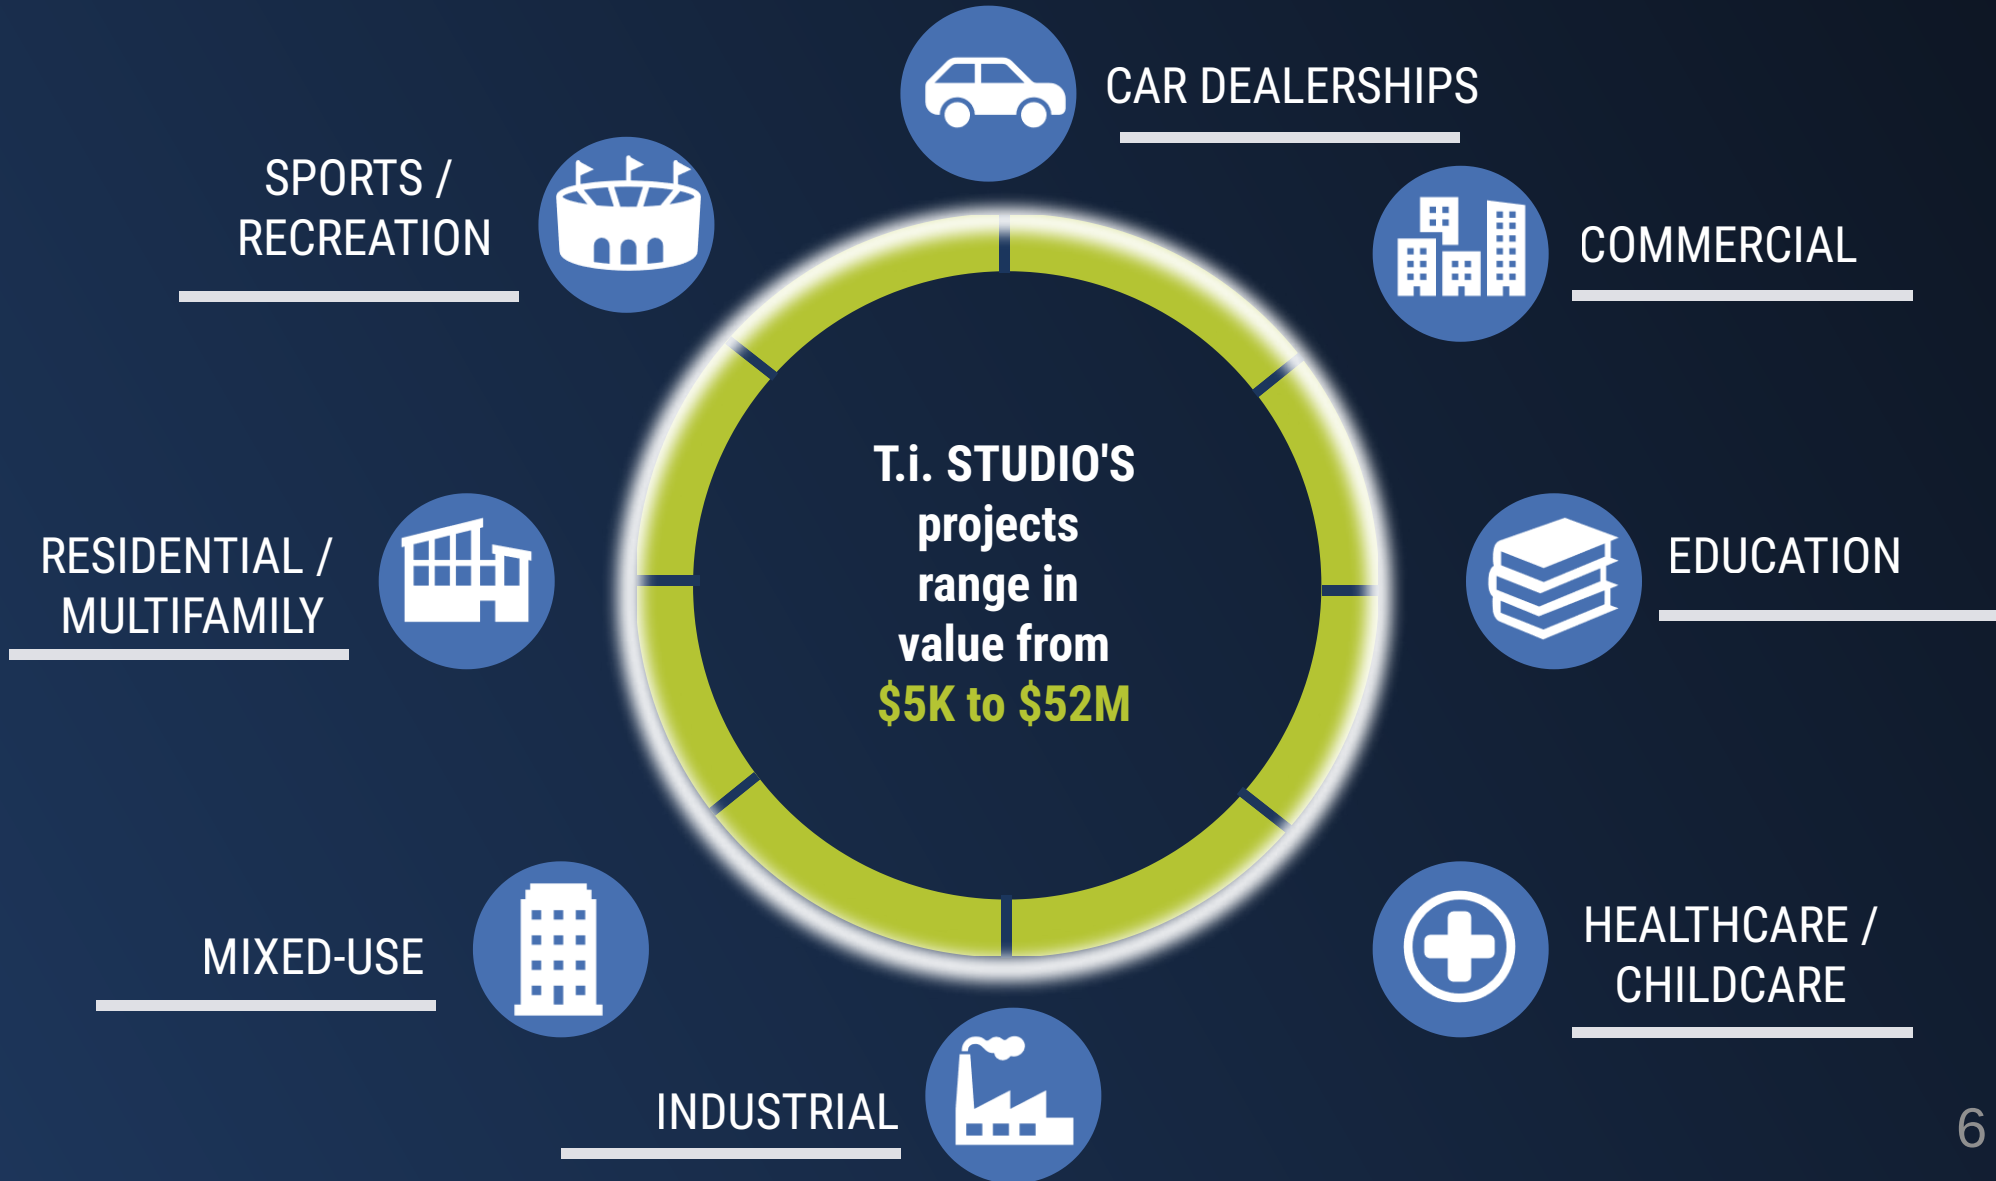 CAR DEALERSHIPS
SPORTS /
RECREATION
COMMERCIAL
T.i. STUDIO'S
projects
range in
value from
$5K to $52M
RESIDENTIAL /
MULTIFAMILY
EDUCATION
MIXED-USE
HEALTHCARE /
CHILDCARE
INDUSTRIAL
6